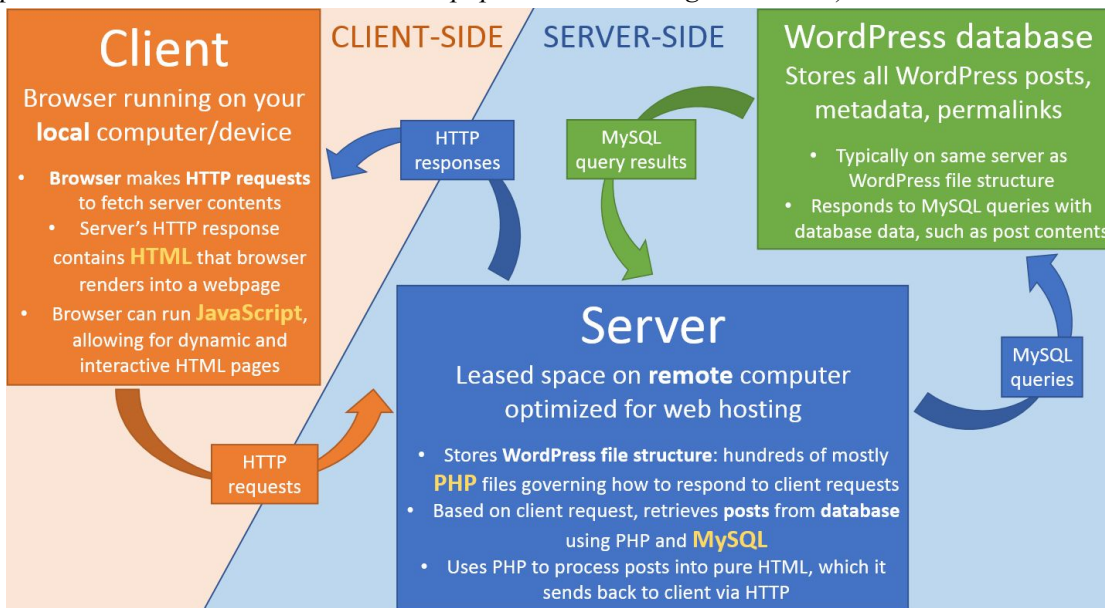 Client
Browser running on your
local computer/device
• Browser makes HTTP requests
to fetch server contents
• Server's HTTP response
contains HTML that browser
renders into a webpage
• Browser can run JavaScript,
allowing for dynamic and
interactive HTML pages
CLIENT-SIDE
SERVER-SIDE
HTTP
responses
MySQL
query results
WordPress database
Stores all WordPress posts,
metadata, permalinks
• Typically on same server as
WordPress file structure
• Responds to MySQL queries with
database data, such as post contents
MySQL
queries
HTTP
requests
Server
Leased space on remote computer
optimized for web hosting
• Stores WordPress file structure: hundreds of mostly
PHP files governing how to respond to client requests
• Based on client request, retrieves posts from database
using PHP and MySQL
• Uses PHP to process posts into pure HTML, which it
sends back to client via HTTP